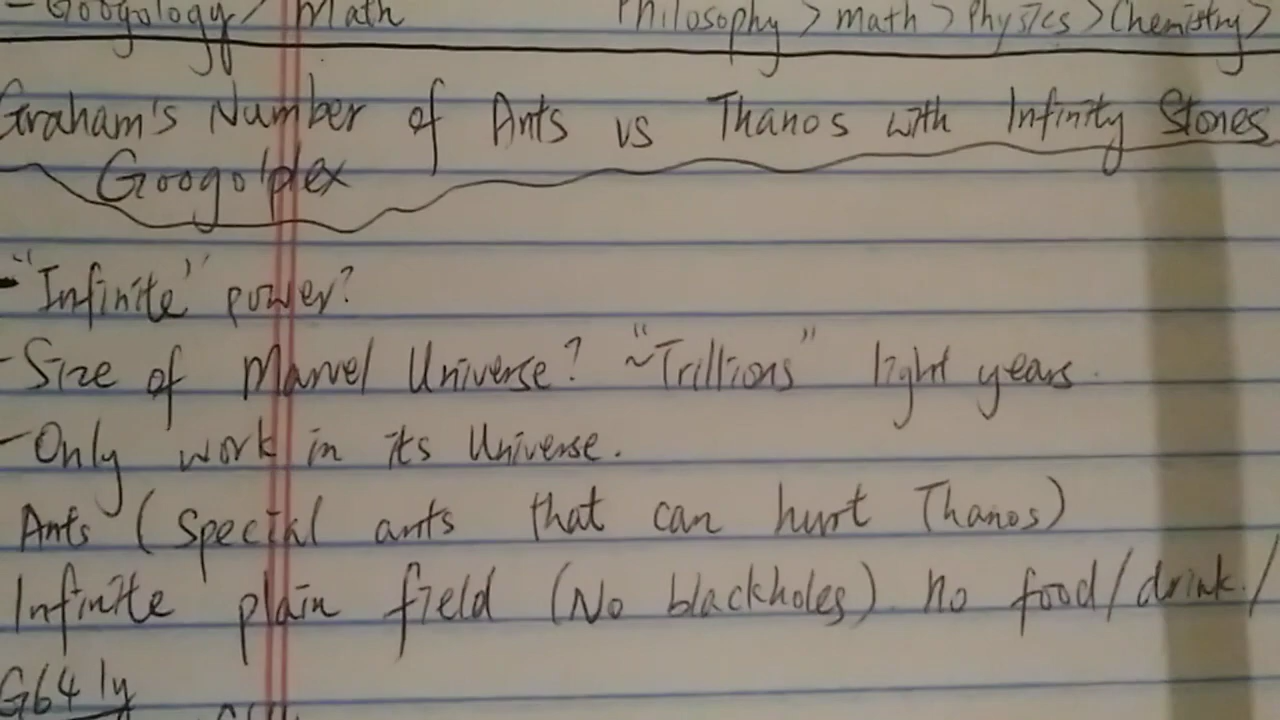 - Googology/Math Philosophy > math > Physics > Chemistry >
Graham's Number of Ants vs Thanos with Infinity Stones
Googolplex
- "Infinite" power?
- Size of Marvel Universe? ~"Trillions" light years.
- Only work in its Universe.
Ants (special ants that can hurt Thanos)
Infinite plain field (No blackholes) no food/drink/
G64 ly